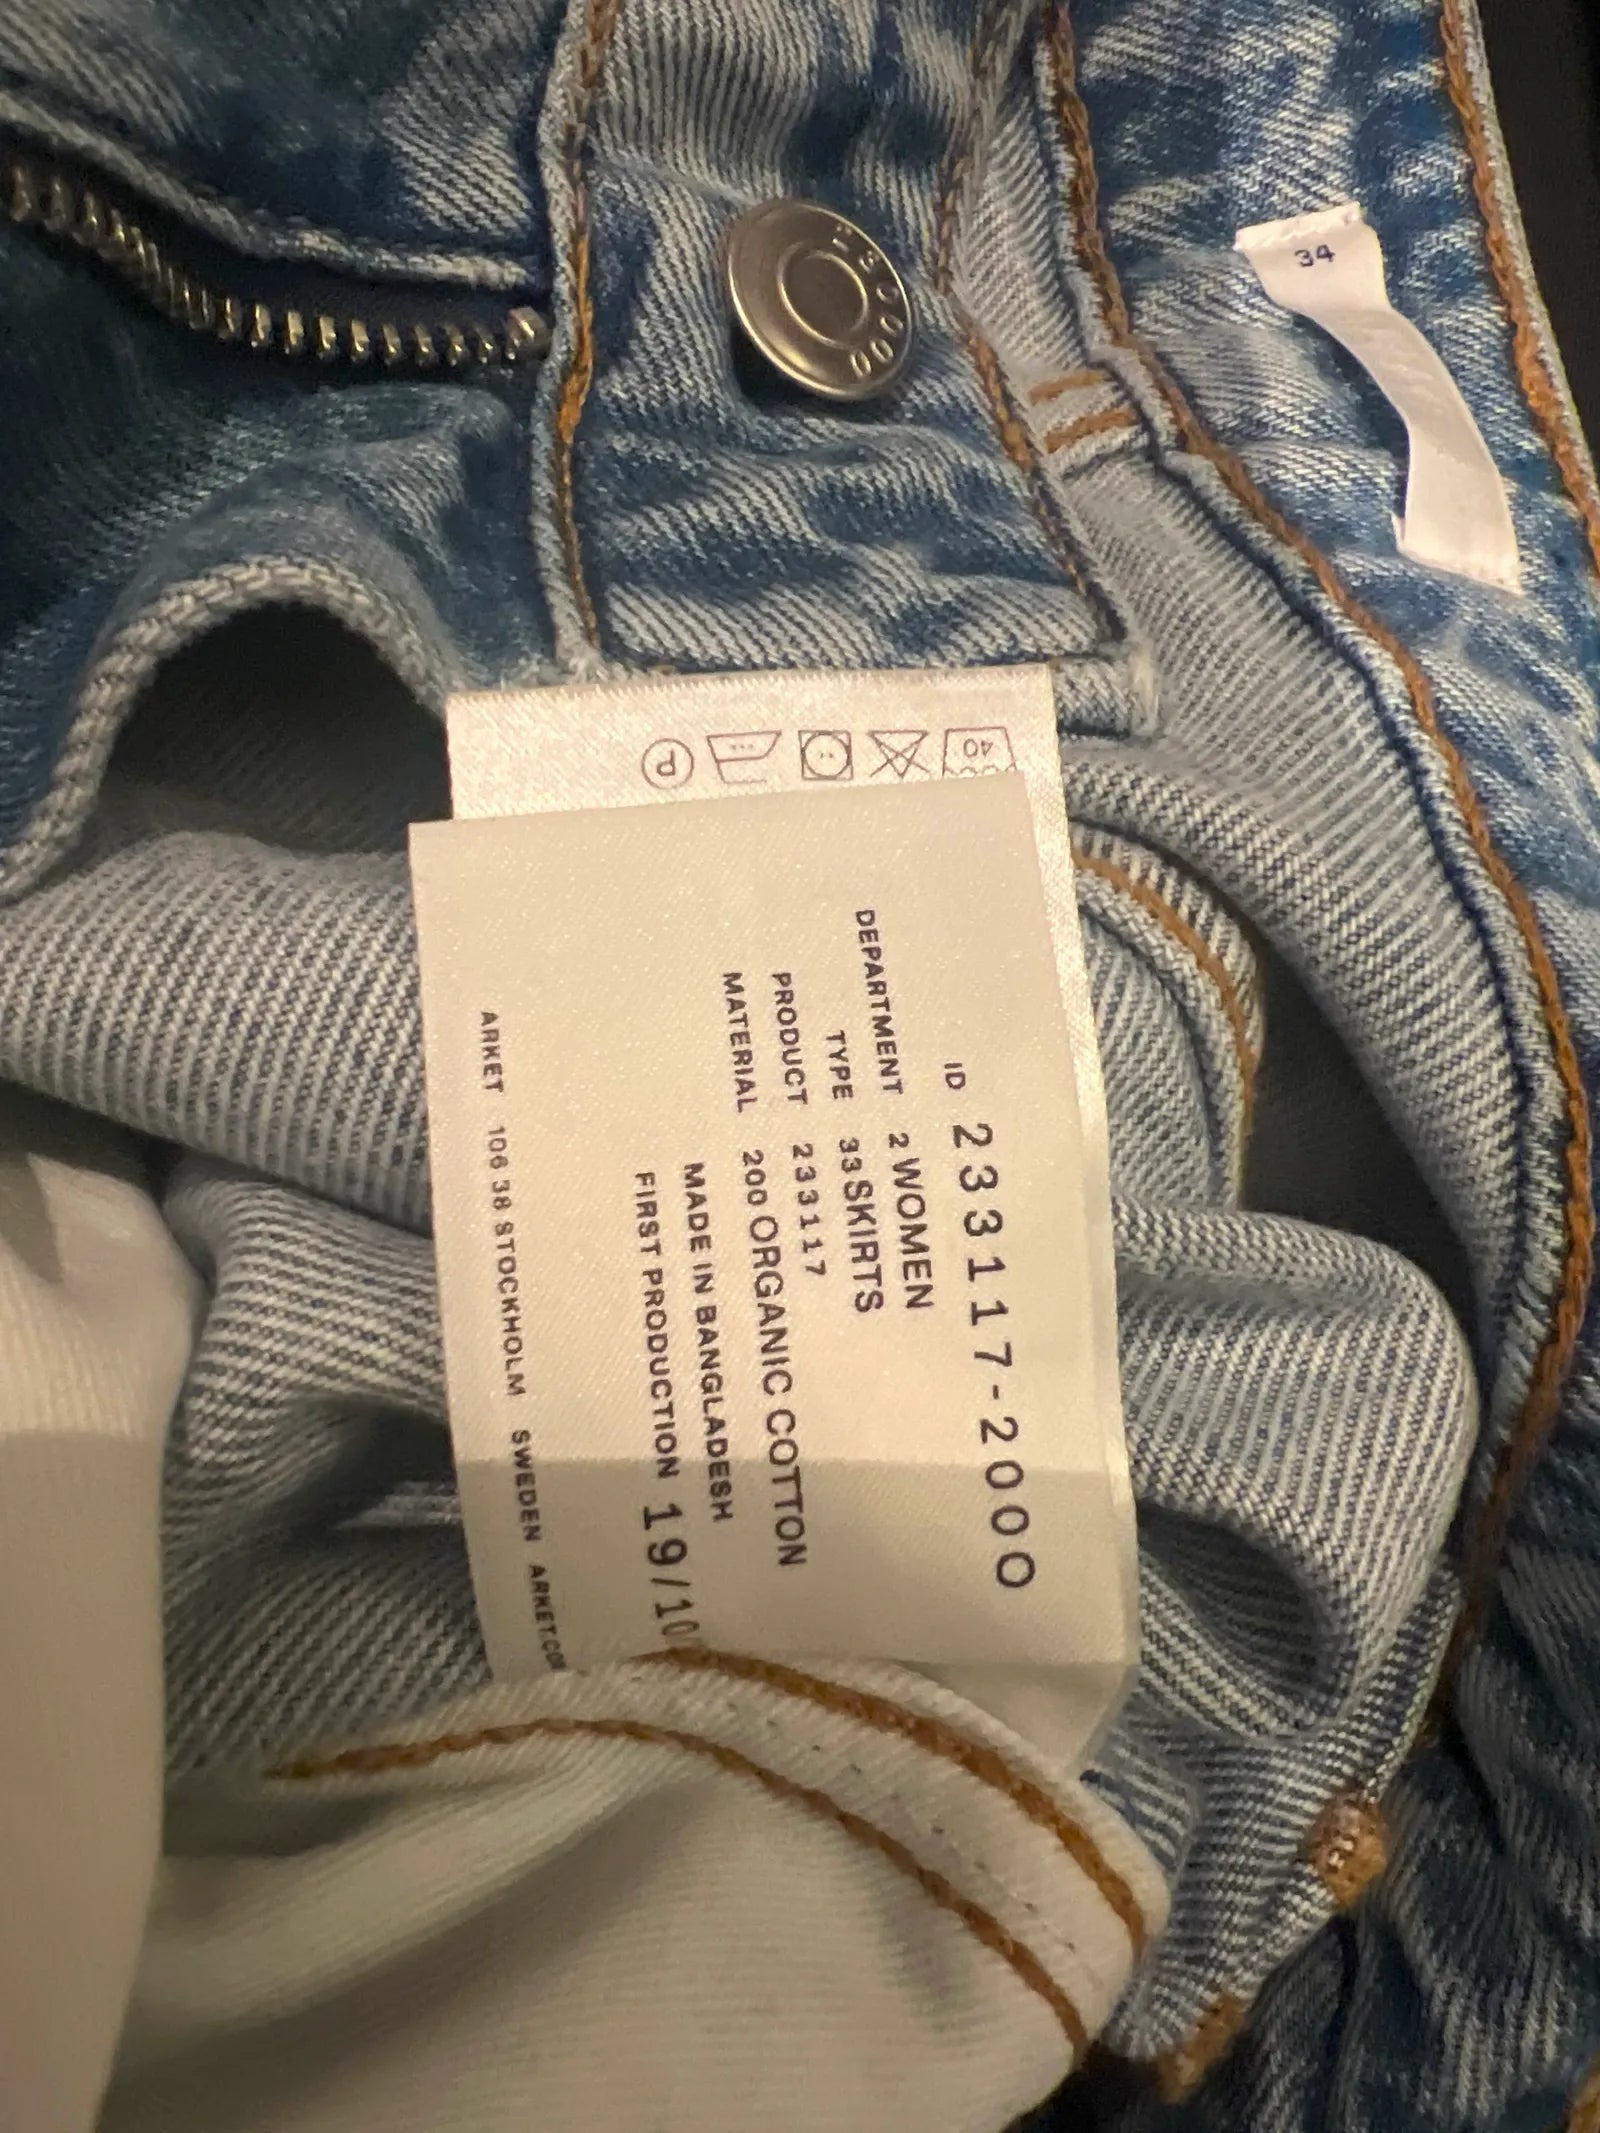 34
40
P
ID 233117-2000
DEPARTMENT 2 WOMEN
TYPE 33 SKIRTS
PRODUCT 233117
MATERIAL 200 ORGANIC COTTON
MADE IN BANGLADESH
FIRST PRODUCTION 19/10
ARKET 106 38 STOCKHOLM SWEDEN